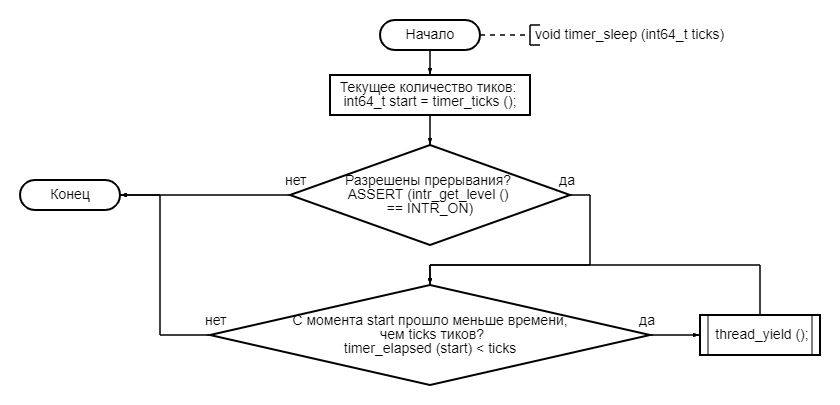 Начало
void timer_sleep (int64_t ticks)
Текущее количество тиков:
int64_t start = timer_ticks ();
нет
Разрешены прерывания?
ASSERT (intr_get_level ()
== INTR_ON)
да
Конец
нет
С момента start прошло меньше времени,
чем ticks тиков?
timer_elapsed (start) < ticks
да
thread_yield ();